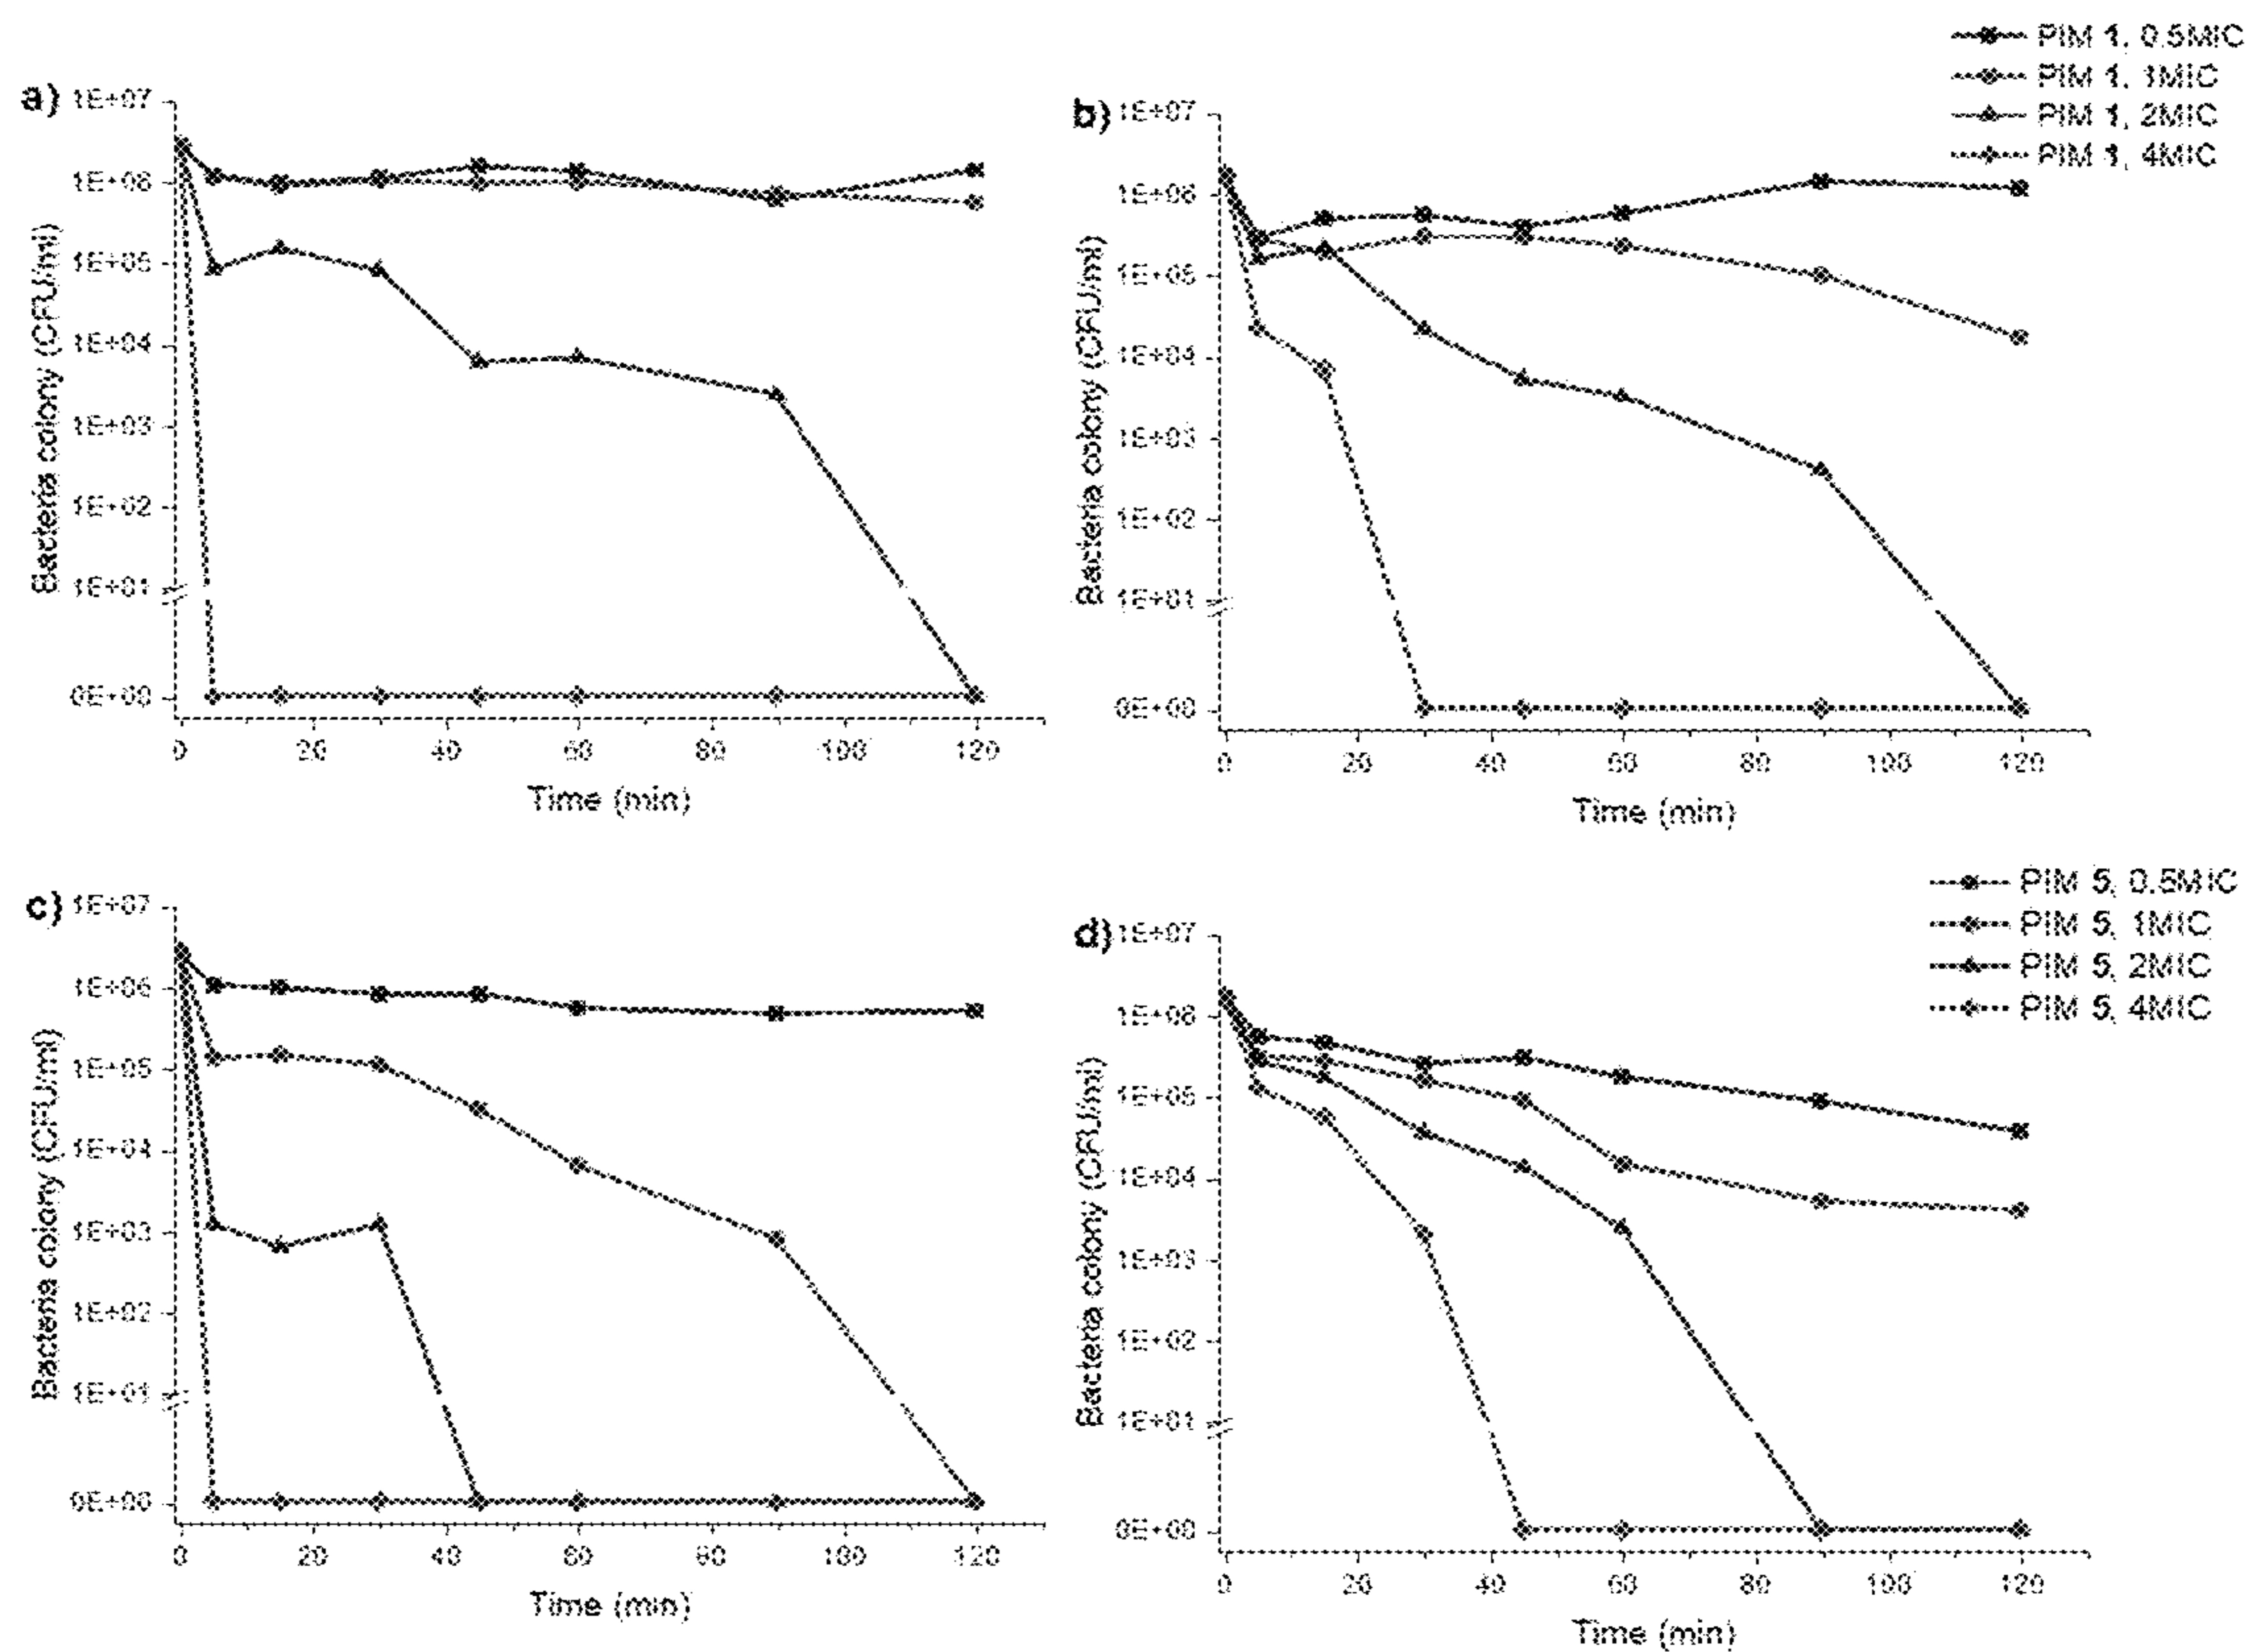 PIM 1, 0.5MIC
PIM 1, 1MIC
PIM 1, 2MIC
PIM 1, 4MIC
a)
1E+07
1E+06
1E+05
1E+04
1E+03
1E+02
1E+01
0E+00
Bacteria colony (CFU/ml)
0 20 40 60 80 100 120
Time (min)
b)
1E+07
1E+06
1E+05
1E+04
1E+03
1E+02
1E+01
0E+00
Bacteria colony (CFU/ml)
0 20 40 60 80 100 120
Time (min)
c)
1E+07
1E+06
1E+05
1E+04
1E+03
1E+02
1E+01
0E+00
Bacteria colony (CFU/ml)
0 20 40 60 80 100 120
Time (min)
PIM 5, 0.5MIC
PIM 5, 1MIC
PIM 5, 2MIC
PIM 5, 4MIC
d)
1E+07
1E+06
1E+05
1E+04
1E+03
1E+02
1E+01
0E+00
Bacteria colony (CFU/ml)
0 20 40 60 80 100 120
Time (min)